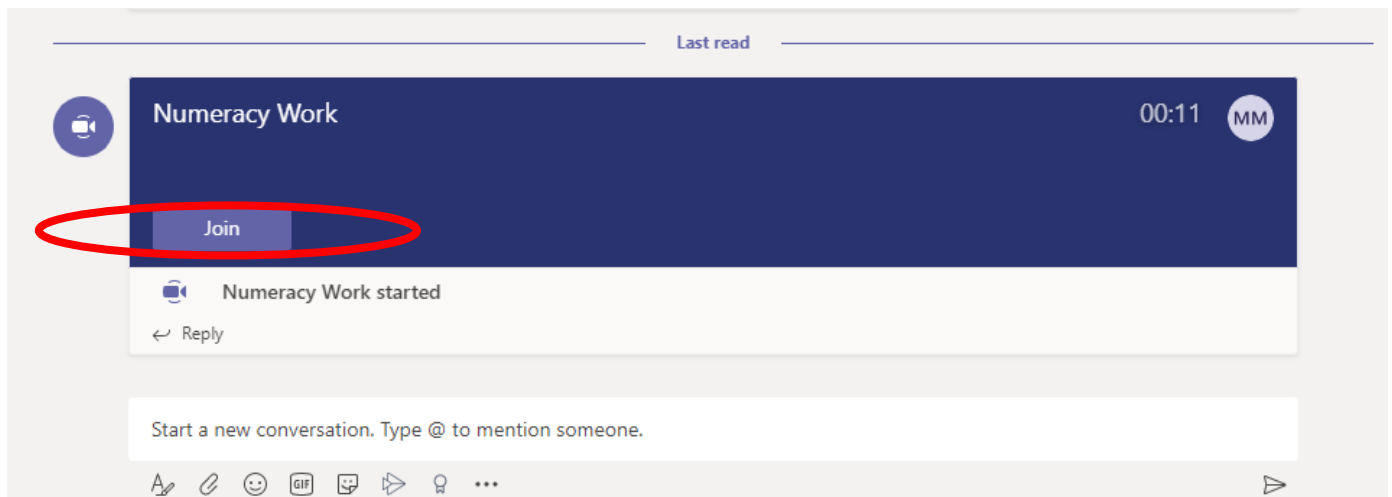 Last read
Numeracy Work 00:11 MM
Join
Numeracy Work started
Reply
Start a new conversation. Type @ to mention someone.
GIF